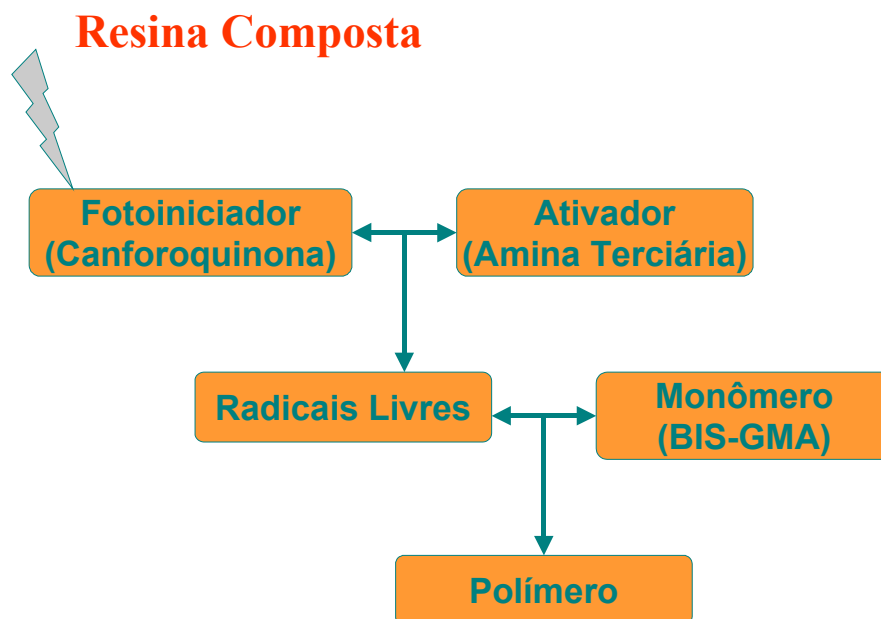 Resina Composta
Fotoiniciador
(Canforoquinona)
Ativador
(Amina Terciária)
Radicais Livres
Monômero
(BIS-GMA)
Polímero